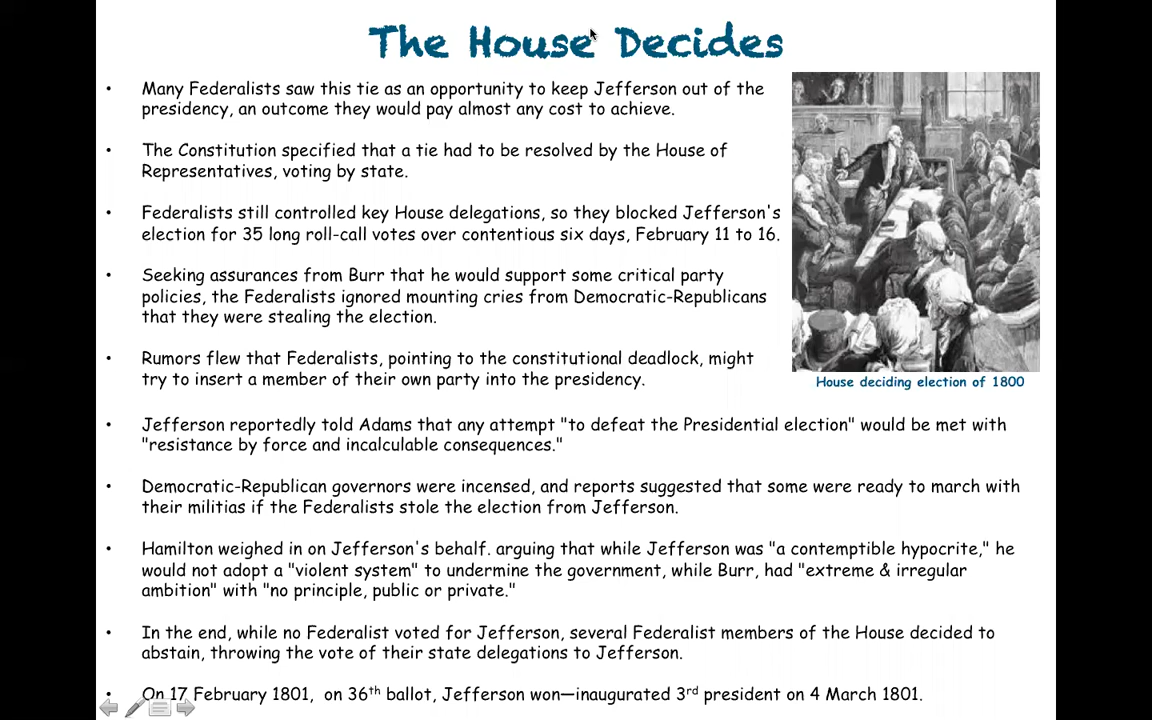 The House Decides
• Many Federalists saw this tie as an opportunity to keep Jefferson out of the
presidency, an outcome they would pay almost any cost to achieve.
• The Constitution specified that a tie had to be resolved by the House of
Representatives, voting by state.
• Federalists still controlled key House delegations, so they blocked Jefferson's
election for 35 long roll-call votes over contentious six days, February 11 to 16.
• Seeking assurances from Burr that he would support some critical party
policies, the Federalists ignored mounting cries from Democratic-Republicans
that they were stealing the election.
• Rumors flew that Federalists, pointing to the constitutional deadlock, might
try to insert a member of their own party into the presidency.
House deciding election of 1800
• Jefferson reportedly told Adams that any attempt "to defeat the Presidential election" would be met with
"resistance by force and incalculable consequences."
• Democratic-Republican governors were incensed, and reports suggested that some were ready to march with
their militias if the Federalists stole the election from Jefferson.
• Hamilton weighed in on Jefferson's behalf. arguing that while Jefferson was "a contemptible hypocrite," he
would not adopt a "violent system" to undermine the government, while Burr, had "extreme & irregular
ambition" with "no principle, public or private."
• In the end, while no Federalist voted for Jefferson, several Federalist members of the House decided to
abstain, throwing the vote of their state delegations to Jefferson.
• On 17 February 1801, on 36th ballot, Jefferson won—inaugurated 3rd president on 4 March 1801.